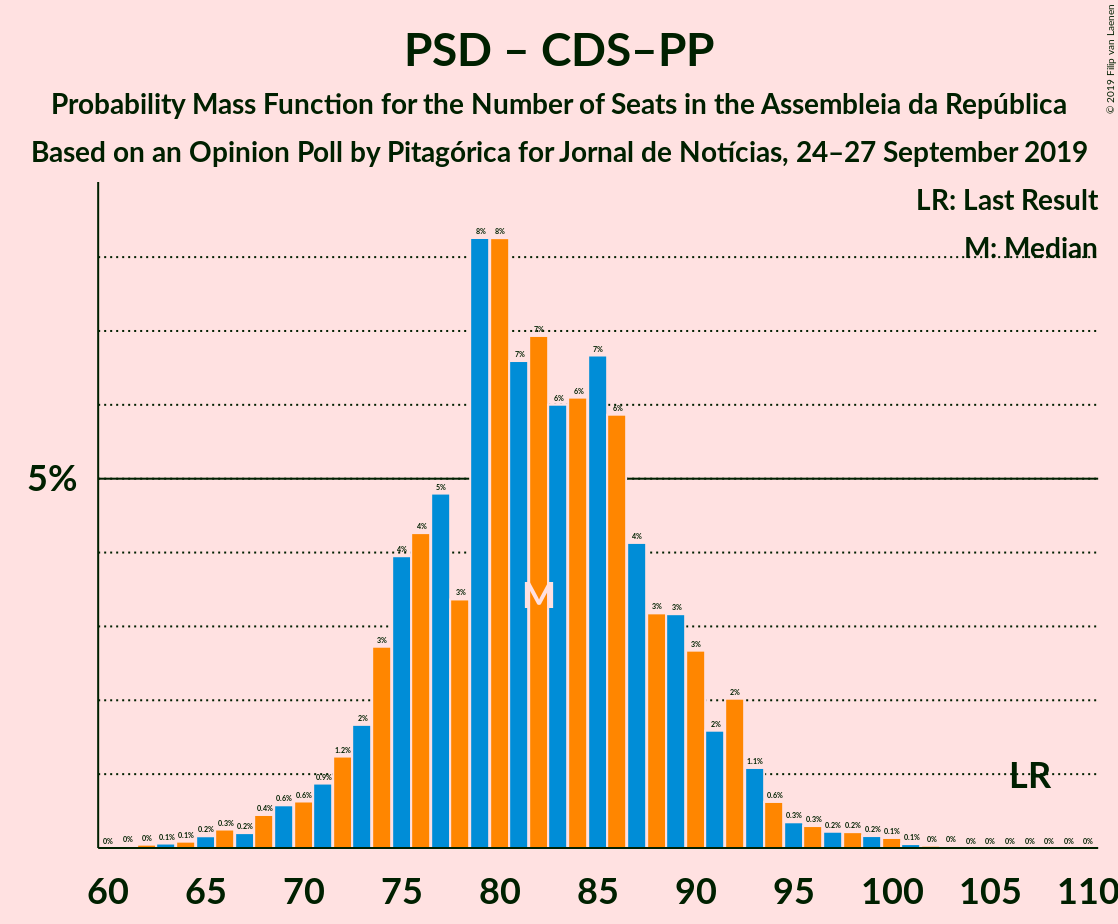 PSD – CDS–PP
Probability Mass Function for the Number of Seats in the Assembleia da República
Based on an Opinion Poll by Pitagórica for Jornal de Notícias, 24–27 September 2019
© 2019 Filip van Laenen
LR: Last Result
M: Median
5%
0% 0% 0% 0.1% 0.1% 0.2% 0.3% 0.2% 0.4% 0.6% 0.6% 0.9% 1.2% 2% 3% 4% 4% 5% 3% 8% 8% 7% 7% 6% 6% 7% 6% 4% 3% 3% 3% 2% 2% 1.1% 0.6% 0.3% 0.3% 0.2% 0.2% 0.2% 0.1% 0.1% 0% 0% 0% 0% 0% 0% 0% 0% 0%
M
LR
60 65 70 75 80 85 90 95 100 105 110